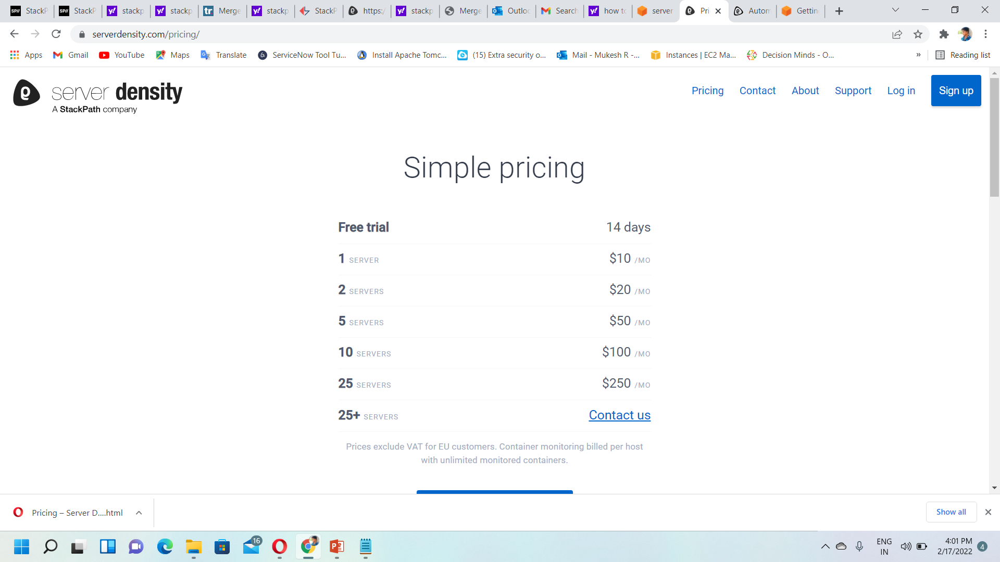 StackP
StackP
stackp
stackp
Merge
stackp
StackP
https:/
stackp
Merge
Outloo
Search
how to
server
Pri
Autom
Gettin
serverdensity.com/pricing/
Apps
Gmail
YouTube
Maps
Translate
ServiceNow Tool Tu...
Install Apache Tomc...
(15) Extra security o...
Mail - Mukesh R -...
Instances | EC2 Ma...
Decision Minds - O...
»
Reading list
server density
A StackPath company
Pricing
Contact
About
Support
Log in
Sign up
Simple pricing
Free trial 14 days
1 SERVER $10 /MO
2 SERVERS $20 /MO
5 SERVERS $50 /MO
10 SERVERS $100 /MO
25 SERVERS $250 /MO
25+ SERVERS Contact us
Prices exclude VAT for EU customers. Container monitoring billed per host
with unlimited monitored containers.
Pricing – Server D....html
Show all
16
ENG
IN
4:01 PM
2/17/2022
4